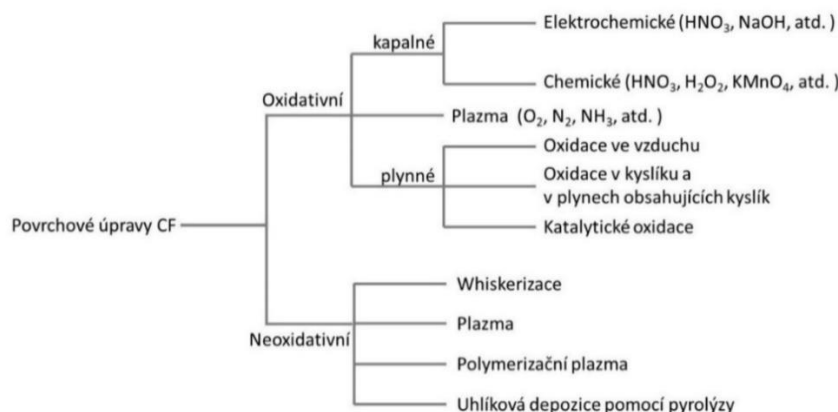 Povrchové úpravy CF
Oxidativní
kapalné
Elektrochemické (HNO₃, NaOH, atd. )
Chemické (HNO₃, H₂O₂, KMnO₄, atd. )
Plazma (O₂, N₂, NH₃, atd. )
plynné
Oxidace ve vzduchu
Oxidace v kyslíku a
v plynech obsahujících kyslík
Katalytické oxidace
Neoxidativní
Whiskerizace
Plazma
Polymerizační plazma
Uhlíková depozice pomocí pyrolýzy